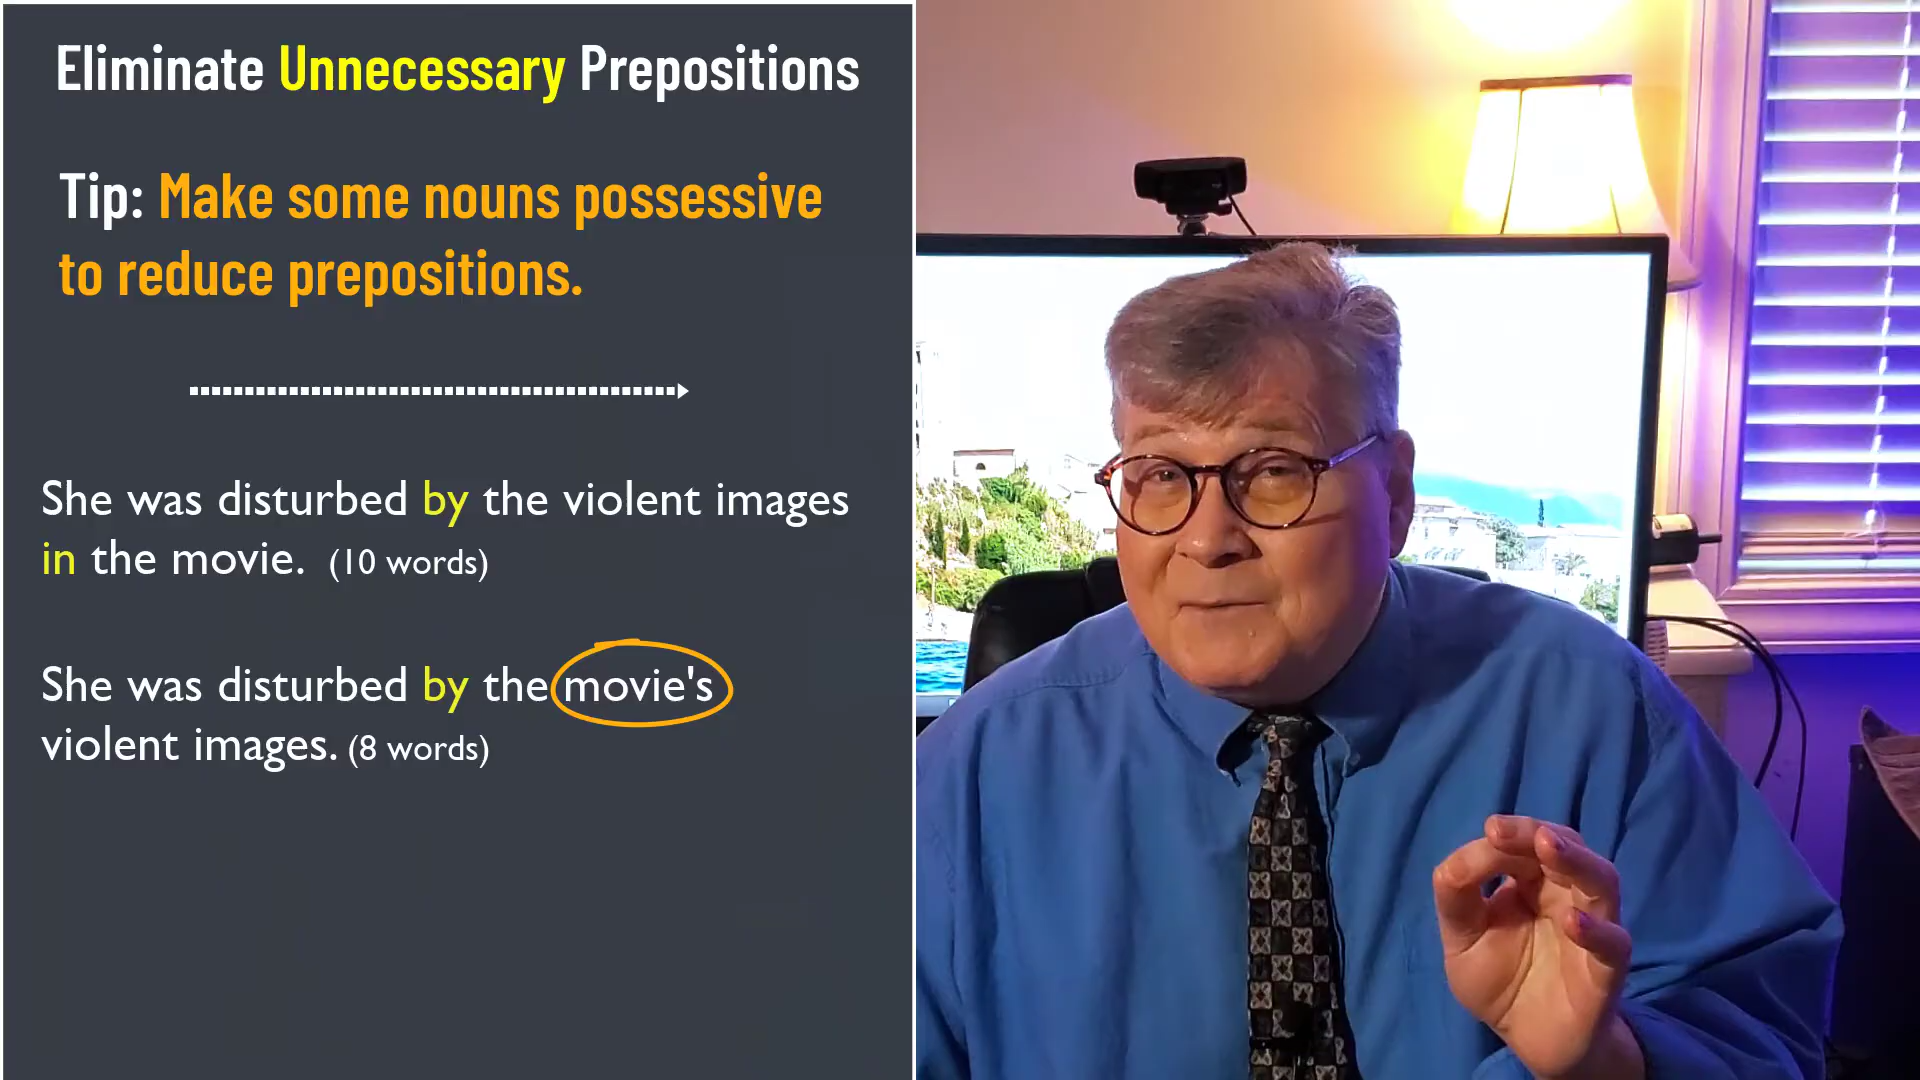 Eliminate Unnecessary Prepositions
Tip: Make some nouns possessive
to reduce prepositions.
She was disturbed by the violent images
in the movie. (10 words)
She was disturbed by the movie's
violent images. (8 words)